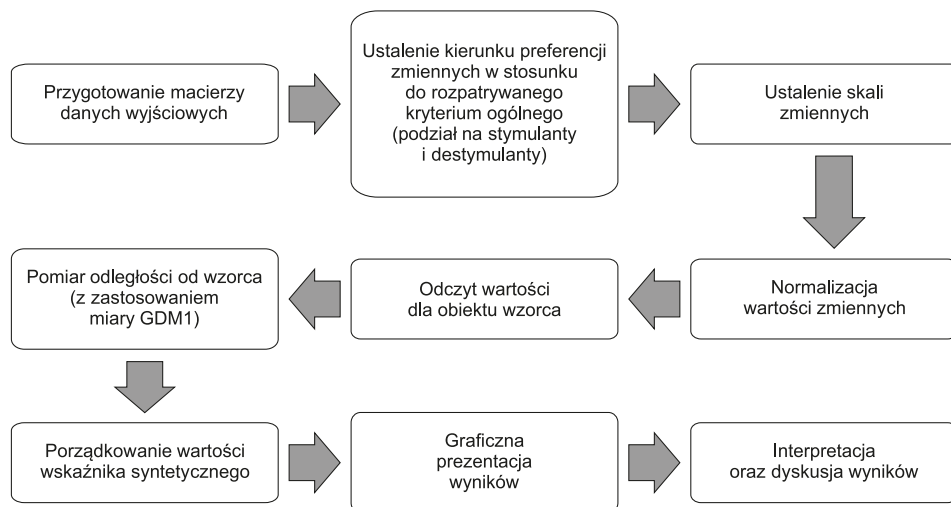 Przygotowanie macierzy
danych wyjściowych
Ustalenie kierunku preferencji
zmiennych w stosunku
do rozpatrywanego
kryterium ogólnego
(podział na stymulanty
i destymulanty)
Ustalenie skali
zmiennych
Normalizacja
wartości zmiennych
Odczyt wartości
dla obiektu wzorca
Pomiar odległości od wzorca
(z zastosowaniem
miary GDM1)
Porządkowanie wartości
wskaźnika syntetycznego
Graficzna
prezentacja
wyników
Interpretacja
oraz dyskusja wyników